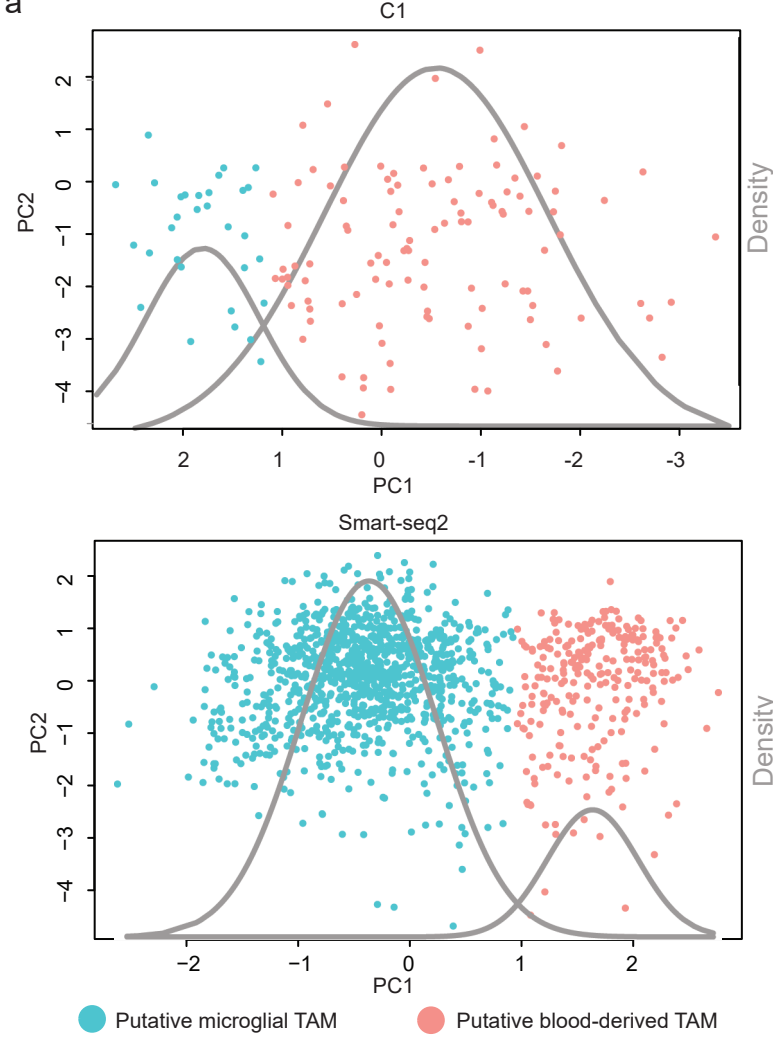 a
C1
PC2
2
1
0
−1
−2
−3
−4
Density
2 1 0 -1 -2 -3
PC1
Smart-seq2
PC2
2
1
0
−1
−2
−3
−4
Density
−2 −1 0 1 2
PC1
Putative microglial TAM Putative blood-derived TAM